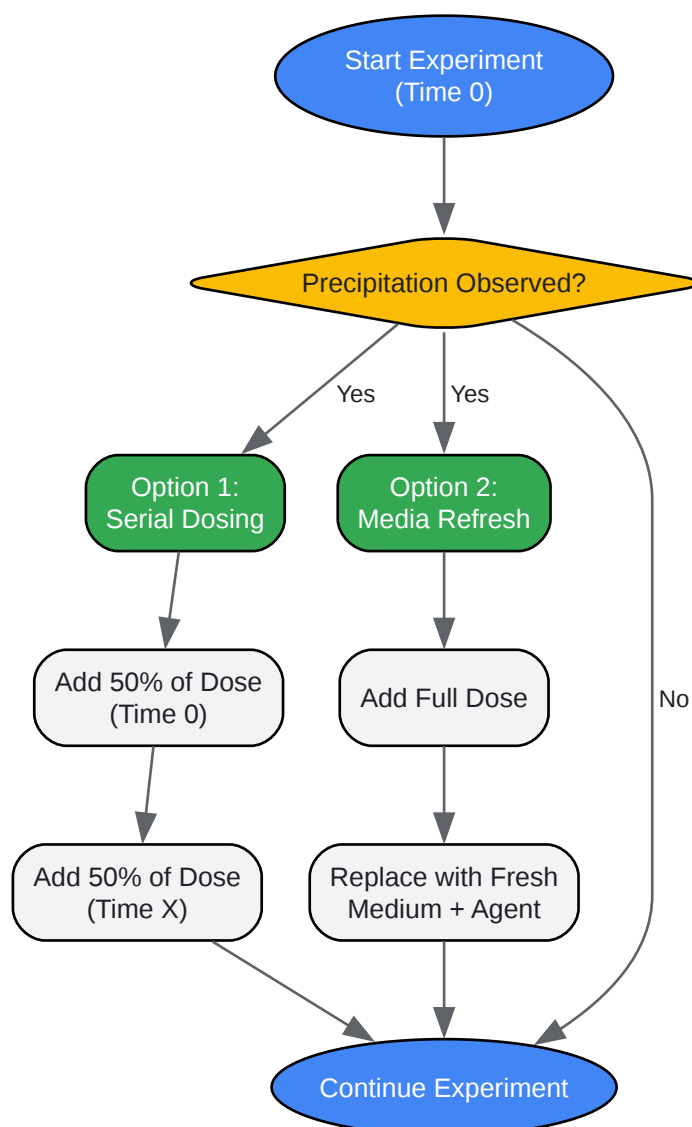 Start Experiment
(Time 0)
Precipitation Observed?
Yes
Yes
Option 1:
Serial Dosing
Option 2:
Media Refresh
Add 50% of Dose
(Time 0)
Add Full Dose
No
Add 50% of Dose
(Time X)
Replace with Fresh
Medium + Agent
Continue Experiment